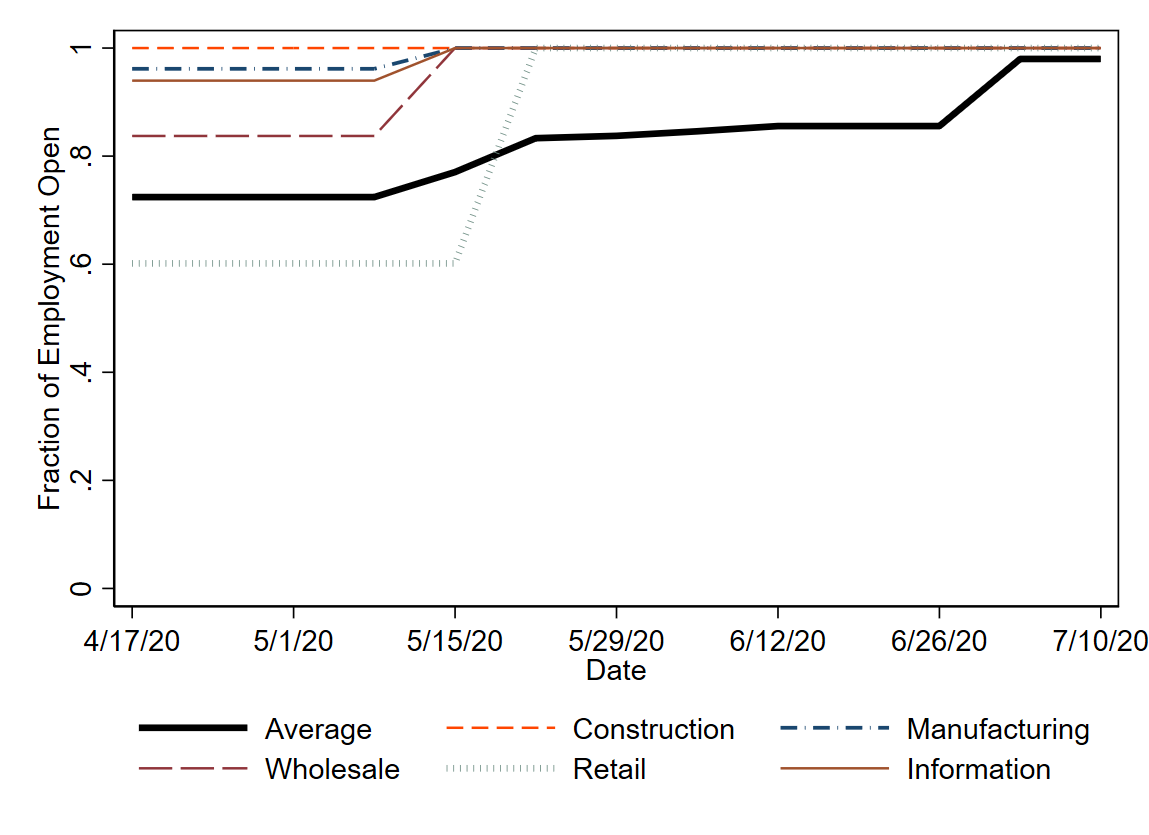 1
.8
.6
.4
.2
0
Fraction of Employment Open
4/17/20 5/1/20 5/15/20 5/29/20 6/12/20 6/26/20 7/10/20
Date
Average Construction Manufacturing
Wholesale Retail Information